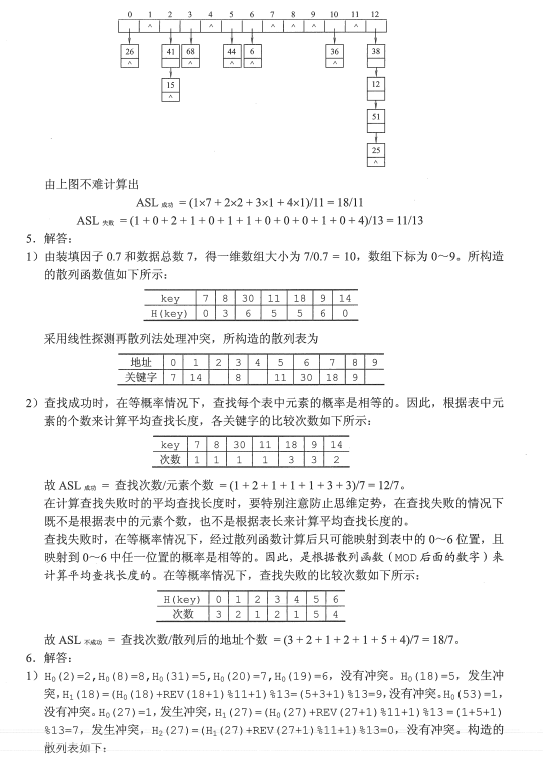 0 1 2 3 4 5 6 7 8 9 10 11 12
^ ^ ^ ^ ^ ^
26 41 68 44 6 36 38
^ ^ ^ ^ ^
15 12
^
51
25
^
由上图不难计算出
ASL 成功 = (1×7 + 2×2 + 3×1 + 4×1)/11 = 18/11
ASL 失败 = (1 + 0 + 2 + 1 + 0 + 1 + 1 + 0 + 0 + 0 + 1 + 0 + 4)/13 = 11/13
5. 解答:
1) 由装填因子 0.7 和数据总数 7，得一维数组大小为 7/0.7 = 10，数组下标为 0～9。所构造
的散列函数值如下所示:
key 7 8 30 11 18 9 14
H(key) 0 3 6 5 5 6 0
采用线性探测再散列法处理冲突，所构造的散列表为
地址 0 1 2 3 4 5 6 7 8 9
关键字 7 14 8 11 30 18 9
2) 查找成功时，在等概率情况下，查找每个表中元素的概率是相等的。因此，根据表中元
素的个数来计算平均查找长度，各关键字的比较次数如下所示:
key 7 8 30 11 18 9 14
次数 1 1 1 1 3 3 2
故 ASL 成功 = 查找次数/元素个数 = (1 + 2 + 1 + 1 + 1 + 3 + 3)/7 = 12/7。
在计算查找失败时的平均查找长度时，要特别注意防止思维定势，在查找失败的情况下
既不是根据表中的元素个数，也不是根据表长来计算平均查找长度的。
查找失败时，在等概率情况下，经过散列函数计算后只可能映射到表中的 0～6 位置，且
映射到 0～6 中任一位置的概率是相等的。因此，是根据散列函数（MOD 后面的数字）来
计算平均查找长度的。在等概率情况下，查找失败的比较次数如下所示:
H(key) 0 1 2 3 4 5 6
次数 3 2 1 2 1 5 4
故 ASL 不成功 = 查找次数/散列后的地址个数 = (3 + 2 + 1 + 2 + 1 + 5 + 4)/7 = 18/7。
6. 解答:
1) H₀(2)=2,H₀(8)=8,H₀(31)=5,H₀(20)=7,H₀(19)=6，没有冲突。H₀(18)=5，发生冲
突，H₁(18)=(H₀(18)+REV(18+1)%11+1)%13=(5+3+1)%13=9，没有冲突。H₀(53)=1，
没有冲突。H₀(27)=1，发生冲突，H₁(27)=(H₀(27)+REV(27+1)%11+1)%13=(1+5+1)
%13=7，发生冲突，H₂(27)=(H₁(27)+REV(27+1)%11+1)%13=0，没有冲突。构造的
散列表如下: